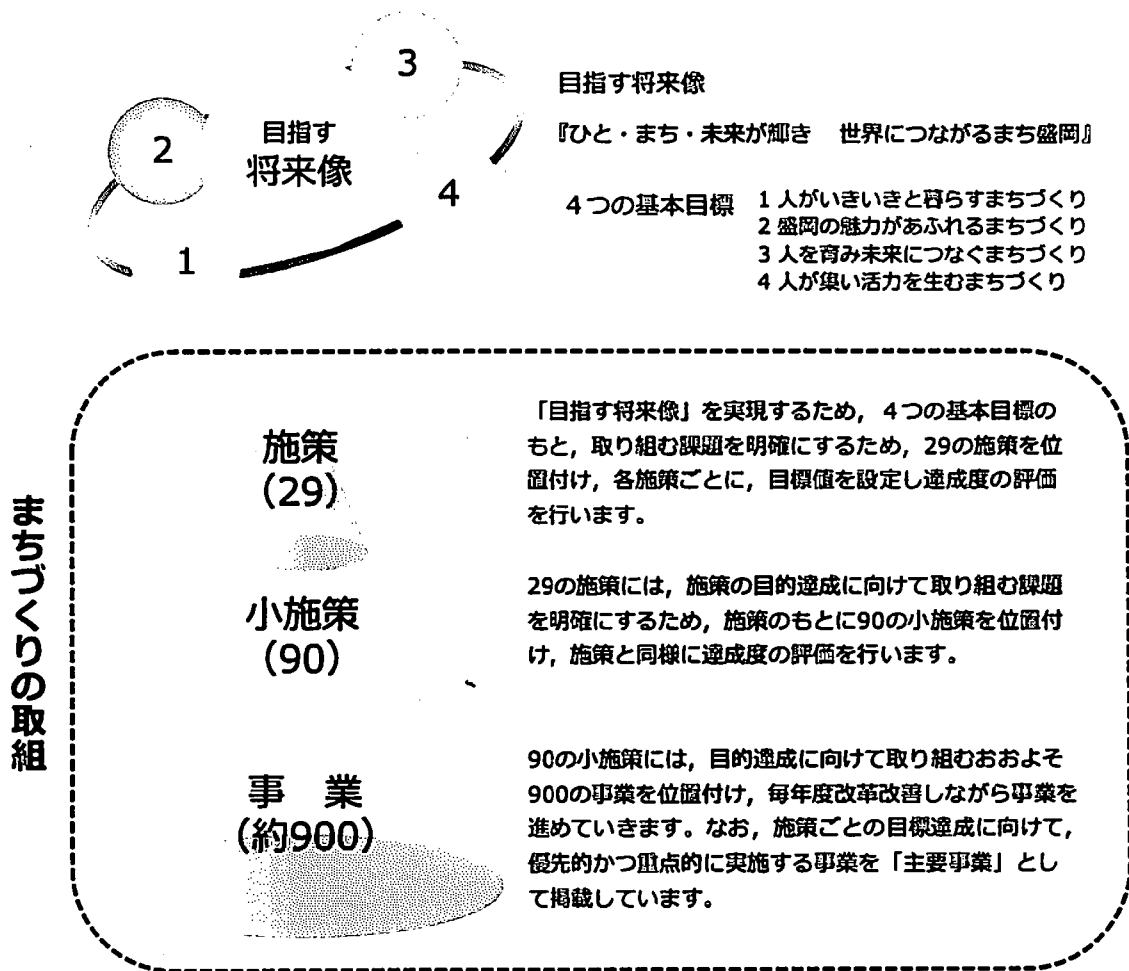 3
2
目指す
将来像
4
1
目指す将来像
『ひと・まち・未来が輝き　世界につながるまち盛岡』
４つの基本目標
1 人がいきいきと暮らすまちづくり
2 盛岡の魅力があふれるまちづくり
3 人を育み未来につなぐまちづくり
4 人が集い活力を生むまちづくり
まちづくりの取組
施策
(29)
「目指す将来像」を実現するため，４つの基本目標の
もと，取り組む課題を明確にするため，29の施策を位
置付け，各施策ごとに，目標値を設定し達成度の評価
を行います。
小施策
(90)
29の施策には，施策の目的達成に向けて取り組む課題
を明確にするため，施策のもとに90の小施策を位置付
け，施策と同様に達成度の評価を行います。
事　業
(約900)
90の小施策には，目的達成に向けて取り組むおおよそ
900の事業を位置付け，毎年度改革改善しながら事業を
進めていきます。なお，施策ごとの目標達成に向けて，
優先的かつ重点的に実施する事業を「主要事業」とし
て掲載しています。